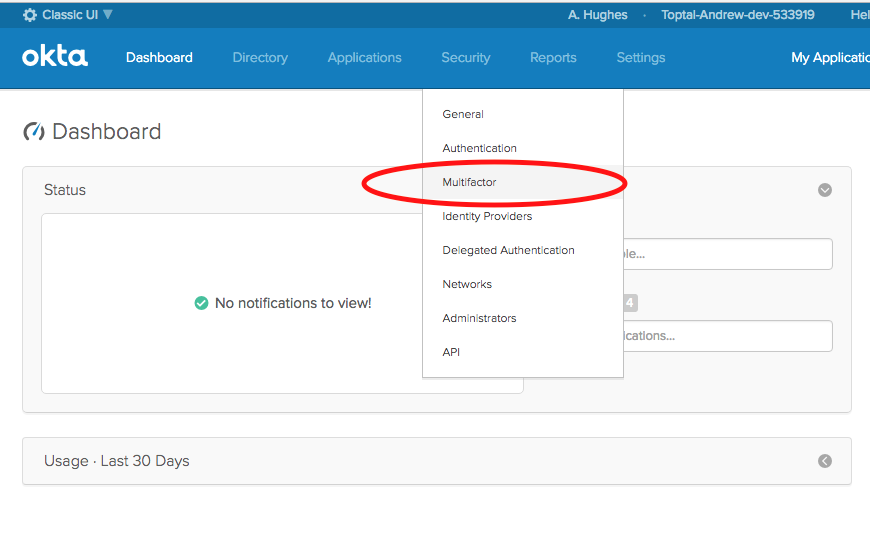 Classic UI
A. Hughes · Toptal-Andrew-dev-533919 Hel
okta Dashboard Directory Applications Security Reports Settings My Applicatio
General
Authentication
Multifactor
Identity Providers
Delegated Authentication
Networks
Administrators
API
Dashboard
Status
No notifications to view!
ole...
4
ications...
Usage · Last 30 Days